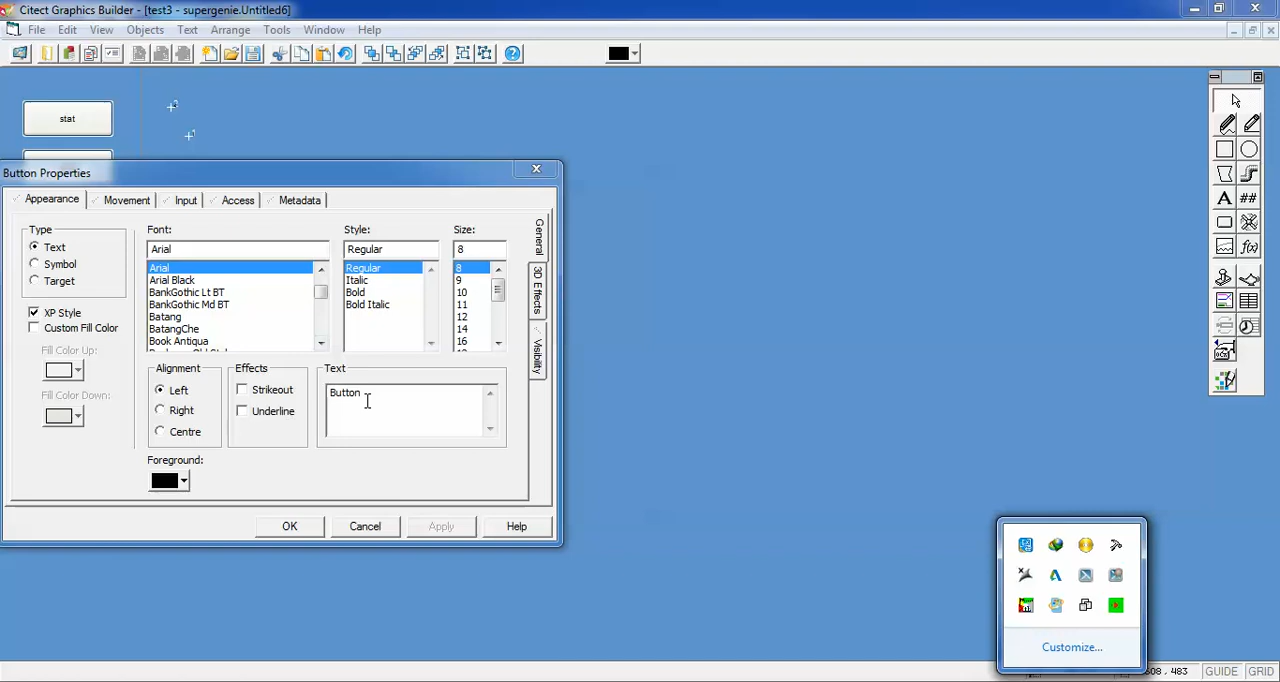 Citect Graphics Builder - [test3 - supergenie.Untitled6]
File Edit View Objects Text Arrange Tools Window Help
stat
Button Properties
Appearance Movement Input Access Metadata
Type
Text
Symbol
Target
XP Style
Custom Fill Color
Fill Color Up:
Fill Color Down:
Font:
Arial
Arial
Arial Black
BankGothic Lt BT
BankGothic Md BT
Batang
BatangChe
Book Antiqua
Style:
Regular
Regular
Italic
Bold
Bold Italic
Size:
8
8
9
10
11
12
14
16
General
3D Effects
Visibility
Alignment
Left
Right
Centre
Effects
Strikeout
Underline
Text
Button
Foreground:
OK Cancel Apply Help
A ##
Customize...
, 483 GUIDE GRID